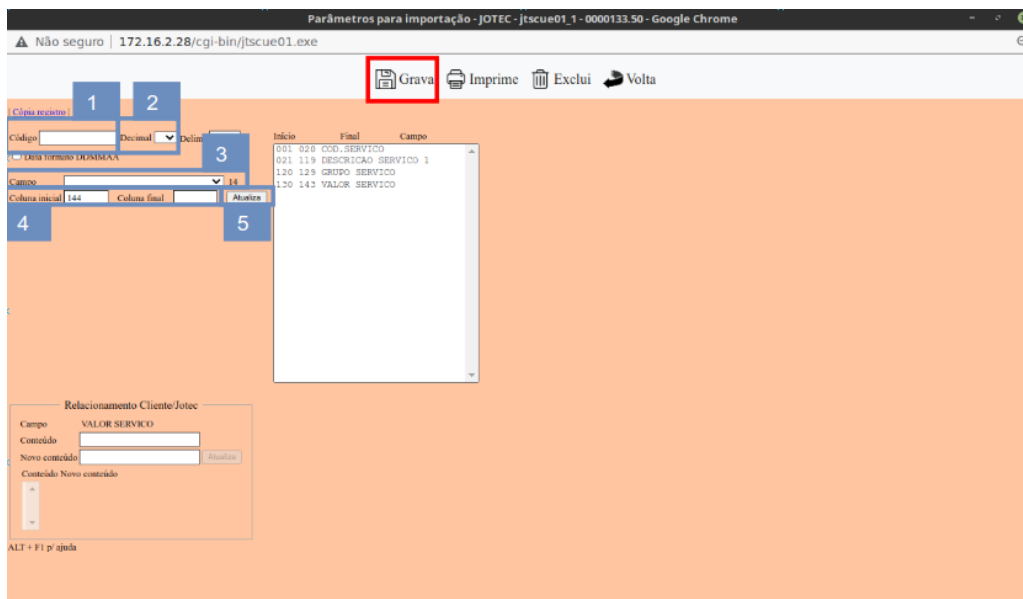 Parâmetros para importação - JOTEC - jtscue01_1 - 0000133.50 - Google Chrome
Não seguro | 172.16.2.28/cgi-bin/jtscue01.exe
Grava Imprime Exclui Volta
| Cópia registro |
1 2
Código Decimal Delim
Data formato DDMMAA
3
Campo 14
Coluna inicial 144 Coluna final Atualiza
4 5
Início Final Campo
001 020 COD.SERVICO
021 119 DESCRICAO SERVICO 1
120 129 GRUPO SERVICO
130 143 VALOR SERVICO
Relacionamento Cliente/Jotec
Campo VALOR SERVICO
Conteúdo
Novo conteúdo Atualiza
Conteúdo Novo conteúdo
ALT + F1 p/ ajuda